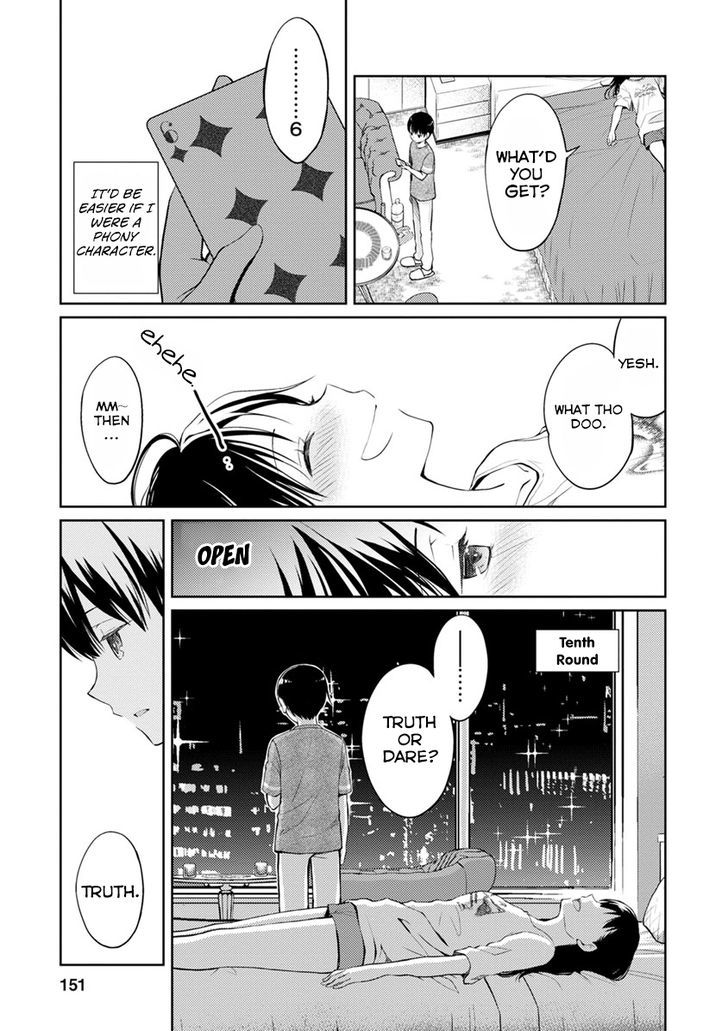 WHAT'D
YOU
GET?
.........
6
6
IT'D BE
EASIER IF I
WERE A
PHONY
CHARACTER.
YESH.
WHAT THO
DOO.
ehehe.
MM~
THEN
...
OPEN
Tenth
Round
—.........
TRUTH
OR
DARE?
TRUTH.
151